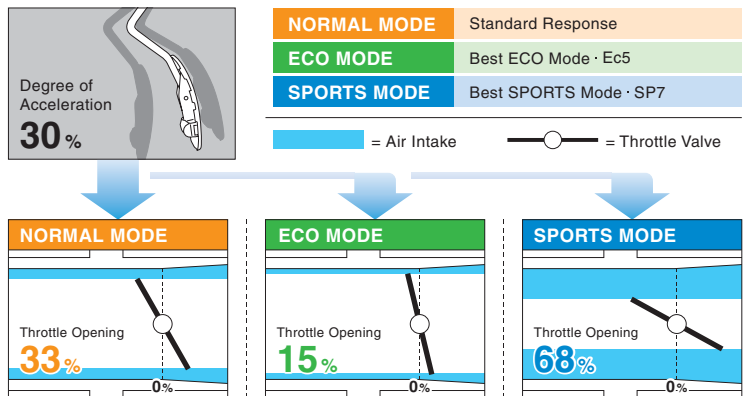 Degree of
Acceleration
30%
NORMAL MODE Standard Response
ECO MODE Best ECO Mode · Ec5
SPORTS MODE Best SPORTS Mode · SP7
= Air Intake = Throttle Valve
NORMAL MODE
Throttle Opening
33%
0%
ECO MODE
Throttle Opening
15%
0%
SPORTS MODE
Throttle Opening
68%
0%